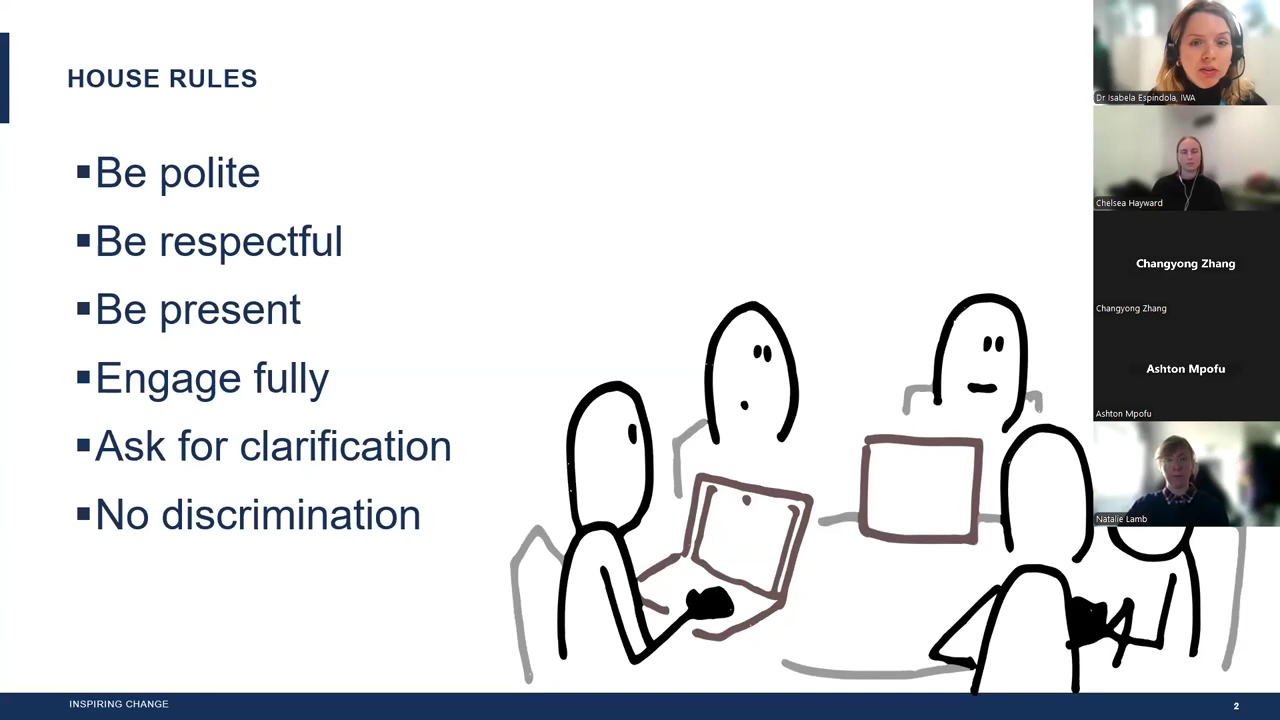 HOUSE RULES
▪Be polite
▪Be respectful
▪Be present
▪Engage fully
▪Ask for clarification
▪No discrimination
INSPIRING CHANGE
2
Dr Isabela Espindola, IWA
Chelsea Hayward
Changyong Zhang
Changyong Zhang
Ashton Mpofu
Ashton Mpofu
Natalie Lamb